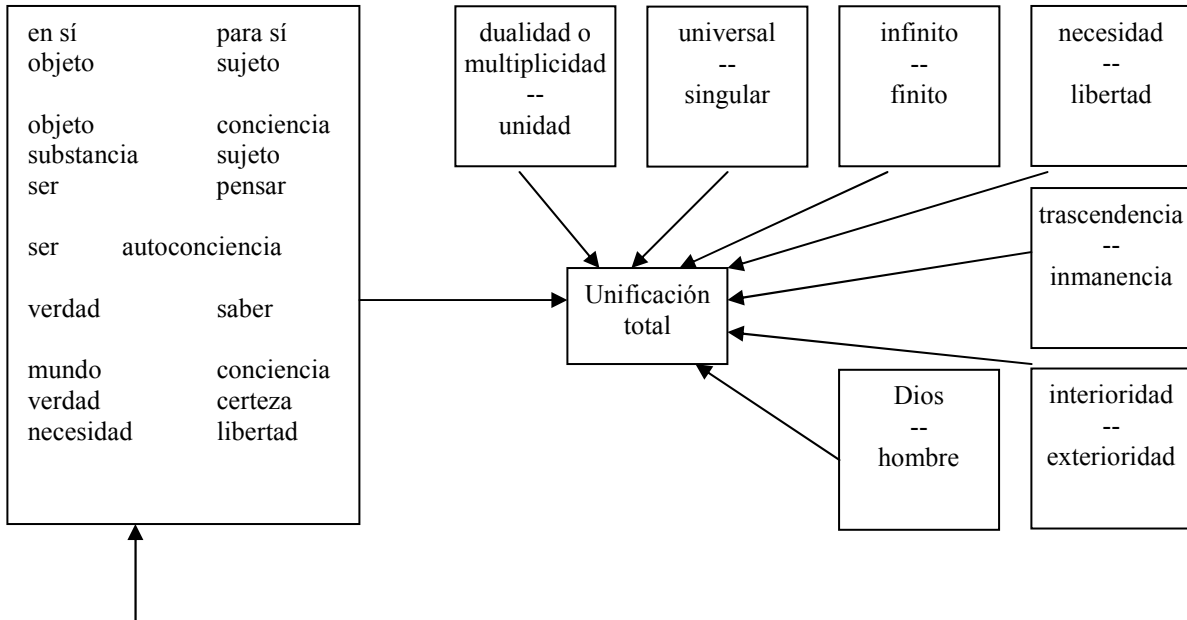 en sí para sí
objeto sujeto
objeto conciencia
substancia sujeto
ser pensar
ser autoconciencia
verdad saber
mundo conciencia
verdad certeza
necesidad libertad
dualidad o
multiplicidad
--
unidad
universal
--
singular
infinito
--
finito
necesidad
--
libertad
trascendencia
--
inmanencia
Unificación
total
Dios
--
hombre
interioridad
--
exterioridad